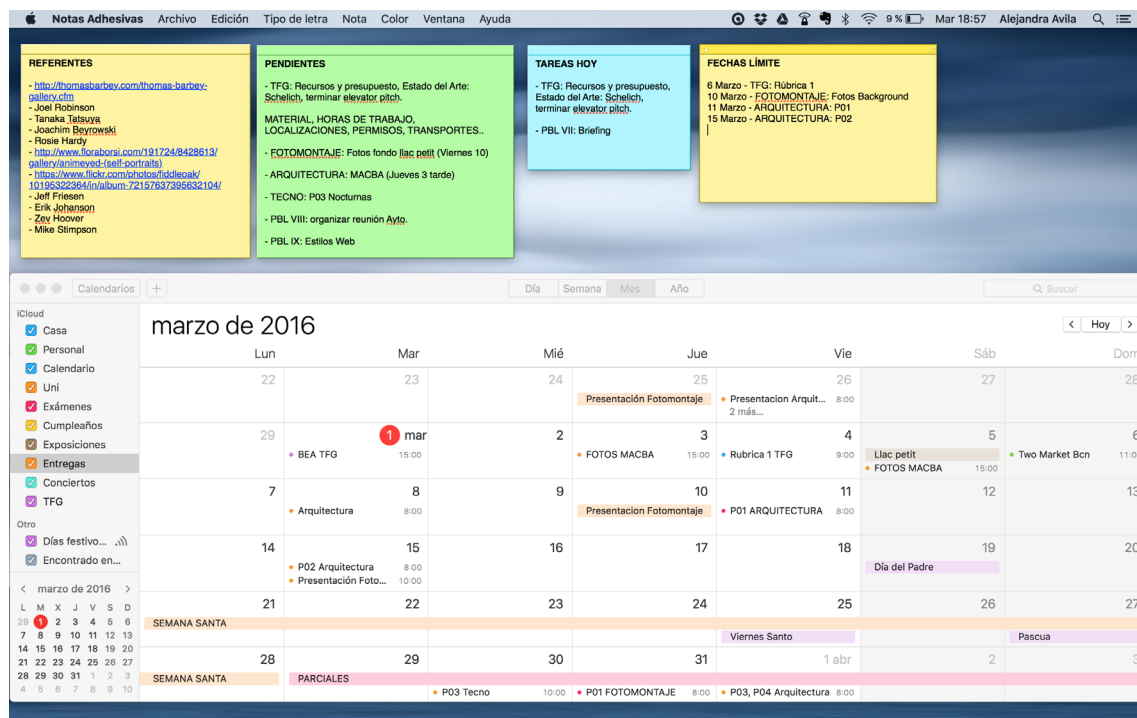 Notas Adhesivas Archivo Edición Tipo de letra Nota Color Ventana Ayuda 9 % Mar 18:57 Alejandra Avila
REFERENTES
- http://thomasbarbey.com/thomas-barbey-
gallery.cfm
- Joel Robinson
- Tanaka Tatsuya
- Joachim Beyrowski
- Rosie Hardy
- http://www.floraborsi.com/191724/8428613/
gallery/animeyed-(self-portraits)
- https://www.flickr.com/photos/fiddleoak/
10195322364/in/album-72157637395632104/
- Jeff Friesen
- Erik Johanson
- Zev Hoover
- Mike Stimpson
PENDIENTES
- TFG: Recursos y presupuesto, Estado del Arte:
Schelich, terminar elevator pitch.
MATERIAL, HORAS DE TRABAJO,
LOCALIZACIONES, PERMISOS, TRANSPORTES..
- FOTOMONTAJE: Fotos fondo llac petit (Viernes 10)
- ARQUITECTURA: MACBA (Jueves 3 tarde)
- TECNO: P03 Nocturnas
- PBL VIII: organizar reunión Ayto.
- PBL IX: Estilos Web
TAREAS HOY
- TFG: Recursos y presupuesto,
Estado del Arte: Schelich,
terminar elevator pitch.
- PBL VII: Briefing
FECHAS LÍMITE
6 Marzo - TFG: Rúbrica 1
10 Marzo - FOTOMONTAJE: Fotos Background
11 Marzo - ARQUITECTURA: P01
15 Marzo - ARQUITECTURA: P02
Calendarios + Día Semana Mes Año Buscar
iCloud
Casa
Personal
Calendario
Uni
Exámenes
Cumpleaños
Exposiciones
Entregas
Conciertos
TFG
Otro
Días festivo...
Encontrado en...
< marzo de 2016 >
L M X J V S D
29 1 2 3 4 5 6
7 8 9 10 11 12 13
14 15 16 17 18 19 20
21 22 23 24 25 26 27
28 29 30 31 1 2 3
4 5 6 7 8 9 10
marzo de 2016 < Hoy >
Lun Mar Mié Jue Vie Sáb Dom
22 23 24 25 26 27 28
Presentación Fotomontaje Presentacion Arquit... 8:00
2 más...
29 1 mar 2 3 4 5 6
BEA TFG 15:00 FOTOS MACBA 15:00 Rubrica 1 TFG 9:00 Llac petit Two Market Bcn 11:0
FOTOS MACBA 15:00
7 8 9 10 11 12 13
Arquitectura 8:00 Presentacion Fotomontaje P01 ARQUITECTURA 8:00
14 15 16 17 18 19 20
P02 Arquitectura 8:00 Día del Padre
Presentación Foto... 10:00
21 22 23 24 25 26 27
SEMANA SANTA
Viernes Santo Pascua
28 29 30 31 1 abr 2 3
SEMANA SANTA PARCIALES
P03 Tecno 10:00 P01 FOTOMONTAJE 8:00 P03, P04 Arquitectura 8:00